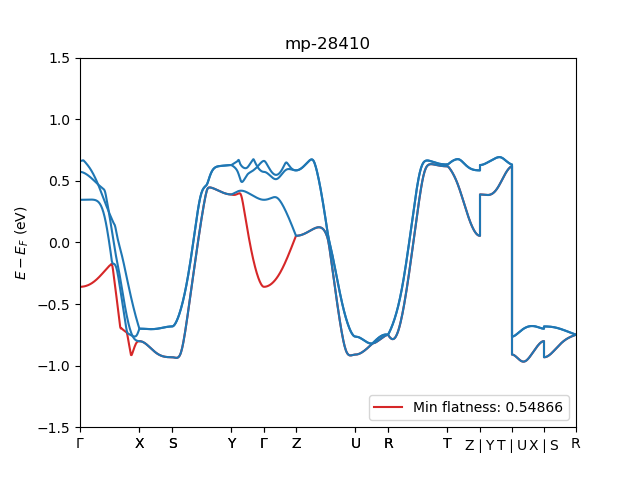 mp-28410
E − E_F (eV)
1.5
1.0
0.5
0.0
−0.5
−1.0
−1.5
Min flatness: 0.54866
Γ X S Y Γ Z U R T Z | Y T | U X | S R